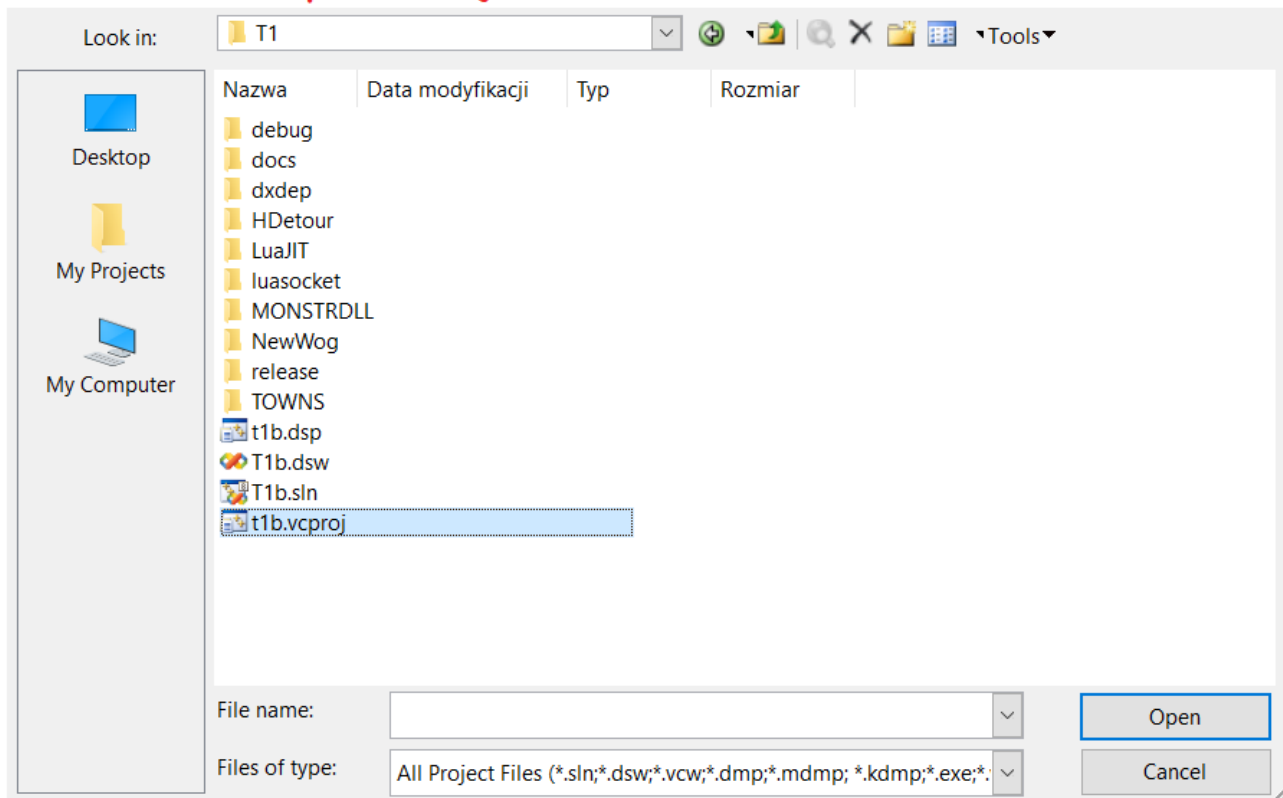 Look in:
T1
Tools
Desktop
My Projects
My Computer
Nazwa Data modyfikacji Typ Rozmiar
debug
docs
dxdep
HDetour
LuaJIT
luasocket
MONSTRDLL
NewWog
release
TOWNS
t1b.dsp
T1b.dsw
T1b.sln
t1b.vcproj
File name:
Open
Files of type:
All Project Files (*.sln;*.dsw;*.vcw;*.dmp;*.mdmp; *.kdmp;*.exe;*.
Cancel